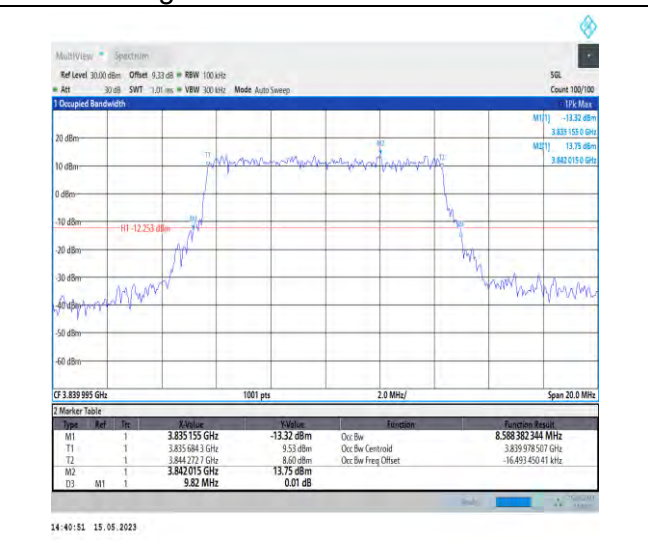 MultiView Spectrum
Ref Level 30.00 dBm Offset 9.33 dB RBW 100 kHz SGL
Att 30 dB SWT 1.01 ms VBW 300 kHz Mode Auto Sweep Count 100/100
1 Occupied Bandwidth 1Pk Max
M1[1] -13.32 dBm
3.835 155 0 GHz
M2[1] 13.75 dBm
3.842 015 0 GHz
20 dBm
M2
T1 T2
10 dBm
0 dBm
-10 dBm
H1 -12.253 dBm
-20 dBm
-30 dBm
-40 dBm
-50 dBm
-60 dBm
CF 3.839 995 GHz 1001 pts 2.0 MHz/ Span 20.0 MHz
2 Marker Table
Type Ref Trc X-Value Y-Value Function Function Result
M1 1 3.835 155 GHz -13.32 dBm Occ Bw 8.588 382 344 MHz
T1 1 3.835 684 3 GHz 9.53 dBm Occ Bw Centroid 3.839 978 507 GHz
T2 1 3.844 272 7 GHz 8.60 dBm Occ Bw Freq Offset -16.493 450 41 kHz
M2 1 3.842 015 GHz 13.75 dBm
D3 M1 1 9.82 MHz 0.01 dB
14:40:51 15.05.2023